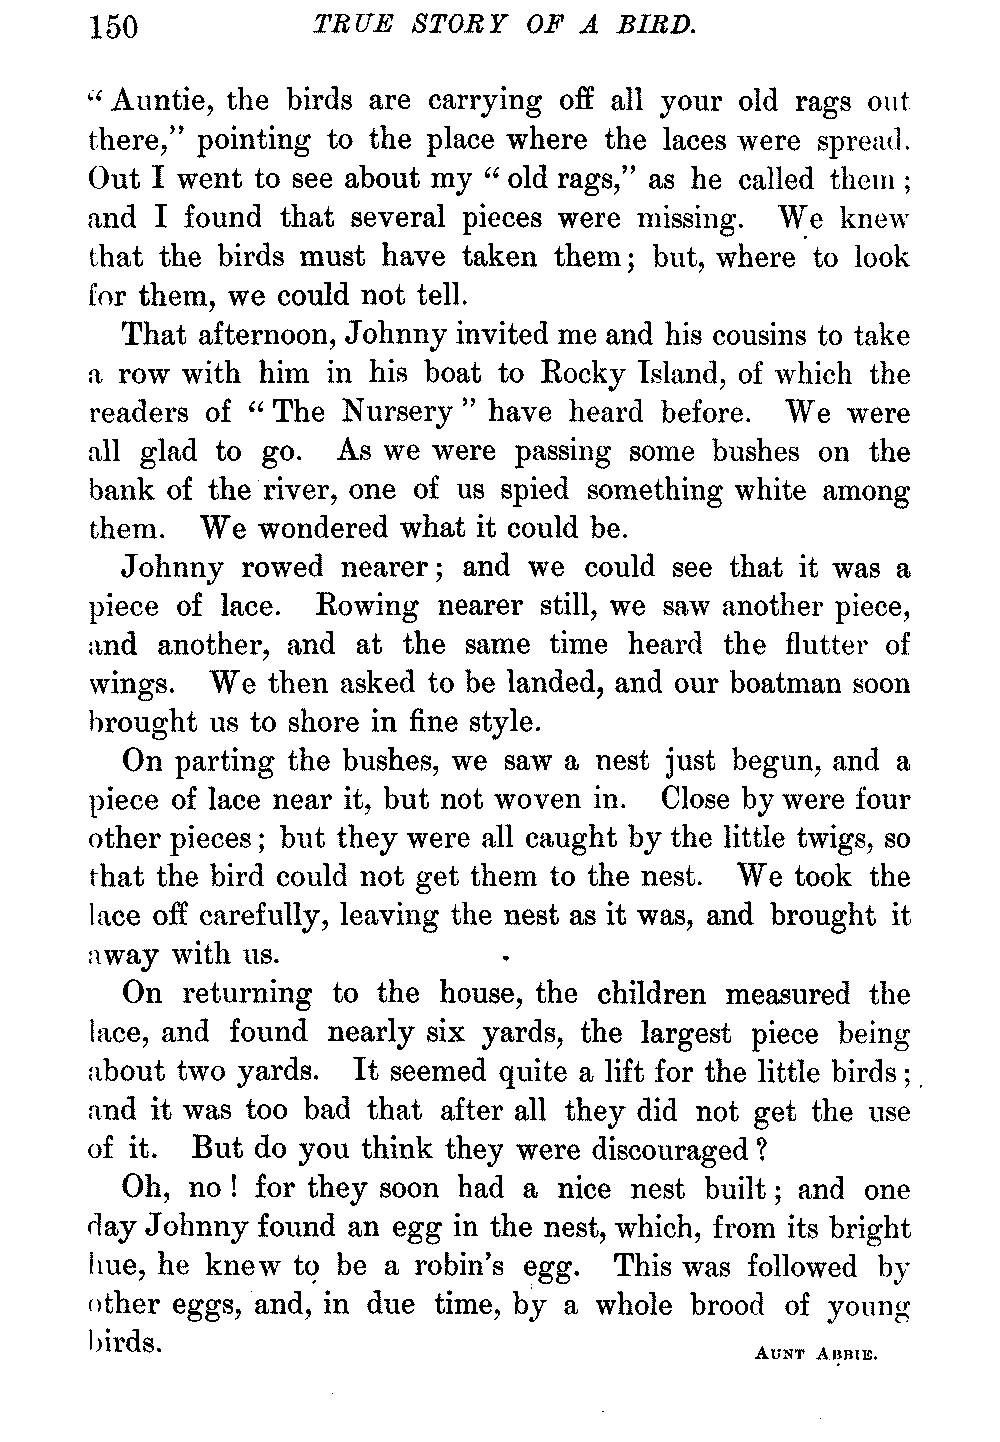 150 TRUE STORY OF A BIRD.
“ Auntie, the birds are carrying off all your old rags out
there,” pointing to the place where the laces were spread.
Out I went to see about my “ old rags,” as he called them ;
and I found that several pieces were missing. We knew
that the birds must have taken them; but, where to look
for them, we could not tell.
That afternoon, Johnny invited me and his cousins to take
a row with him in his boat to Rocky Island, of which the
readers of “ The Nursery ” have heard before. We were
all glad to go. As we were passing some bushes on the
bank of the river, one of us spied something white among
them. We wondered what it could be.
Johnny rowed nearer; and we could see that it was a
piece of lace. Rowing nearer still, we saw another piece,
and another, and at the same time heard the flutter of
wings. We then asked to be landed, and our boatman soon
brought us to shore in fine style.
On parting the bushes, we saw a nest just begun, and a
piece of lace near it, but not woven in. Close by were four
other pieces; but they were all caught by the little twigs, so
that the bird could not get them to the nest. We took the
lace off carefully, leaving the nest as it was, and brought it
away with us.
On returning to the house, the children measured the
lace, and found nearly six yards, the largest piece being
about two yards. It seemed quite a lift for the little birds;
and it was too bad that after all they did not get the use
of it. But do you think they were discouraged ?
Oh, no ! for they soon had a nice nest built; and one
day Johnny found an egg in the nest, which, from its bright
hue, he knew to be a robin’s egg. This was followed by
other eggs, and, in due time, by a whole brood of young
birds.
AUNT ABBIE.